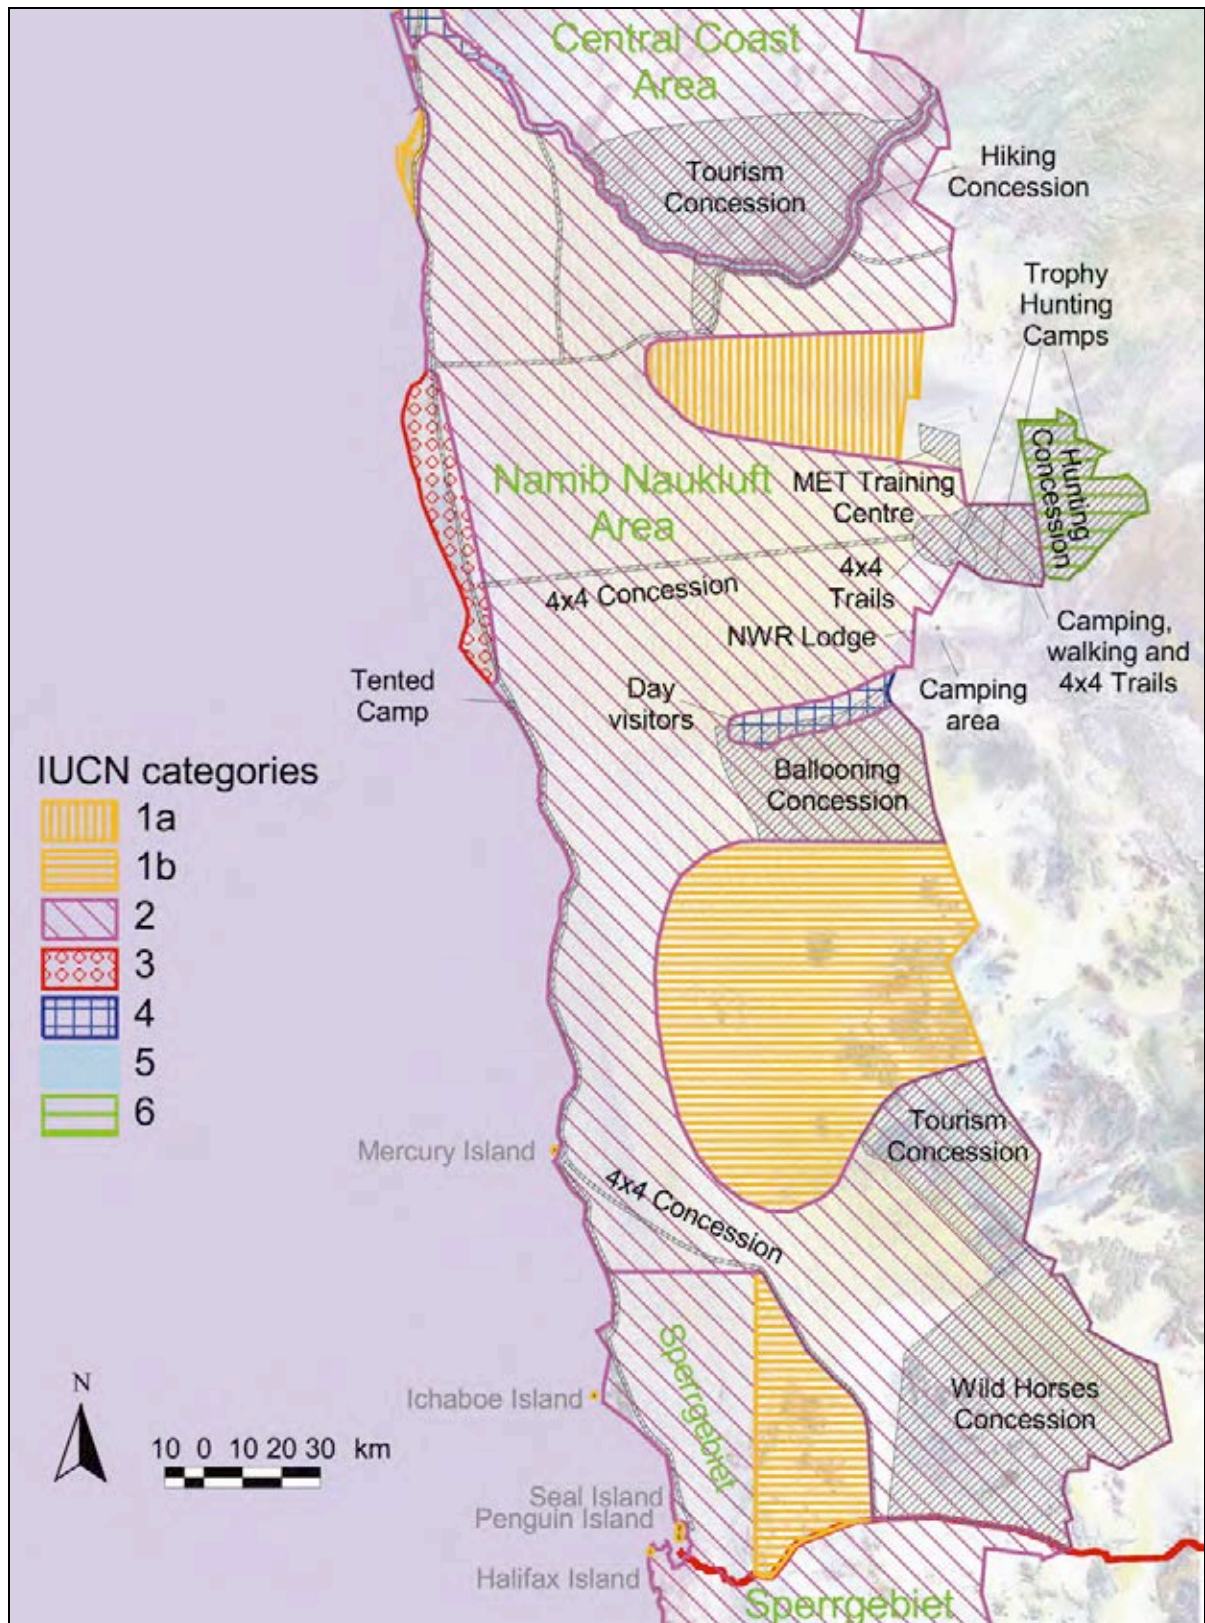 Central Coast
Area
Tourism
Concession
Hiking
Concession
Trophy
Hunting
Camps
Hunting
Concession
Namib Naukluft
Area
MET Training
Centre
4x4 Concession
4x4
Trails
NWR Lodge
Camping,
walking and
4x4 Trails
Tented
Camp
Day
visitors
Camping
area
Ballooning
Concession
IUCN categories
1a
1b
2
3
4
5
6
Mercury Island
Tourism
Concession
4x4 Concession
Sperrgebiet
Ichaboe Island
Wild Horses
Concession
N
10 0 10 20 30 km
Seal Island
Penguin Island
Halifax Island
Sperrgebiet